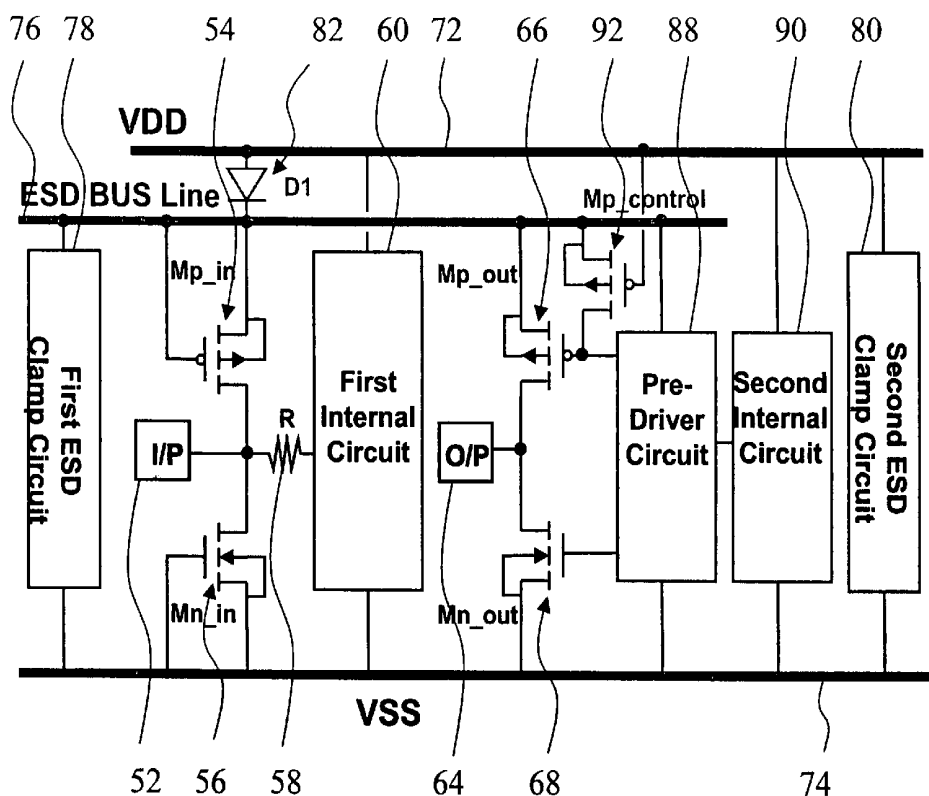 76 78 54 82 60 72 66 92 88 90 80
VDD
D1
ESD BUS Line
Mp_control
Mp_in
Mp_out
First ESD
Clamp Circuit
First
Internal
Circuit
Pre-
Driver
Circuit
Second
Internal
Circuit
Second ESD
Clamp Circuit
R
I/P
O/P
Mn_in
Mn_out
VSS
52 56 58 64 68 74